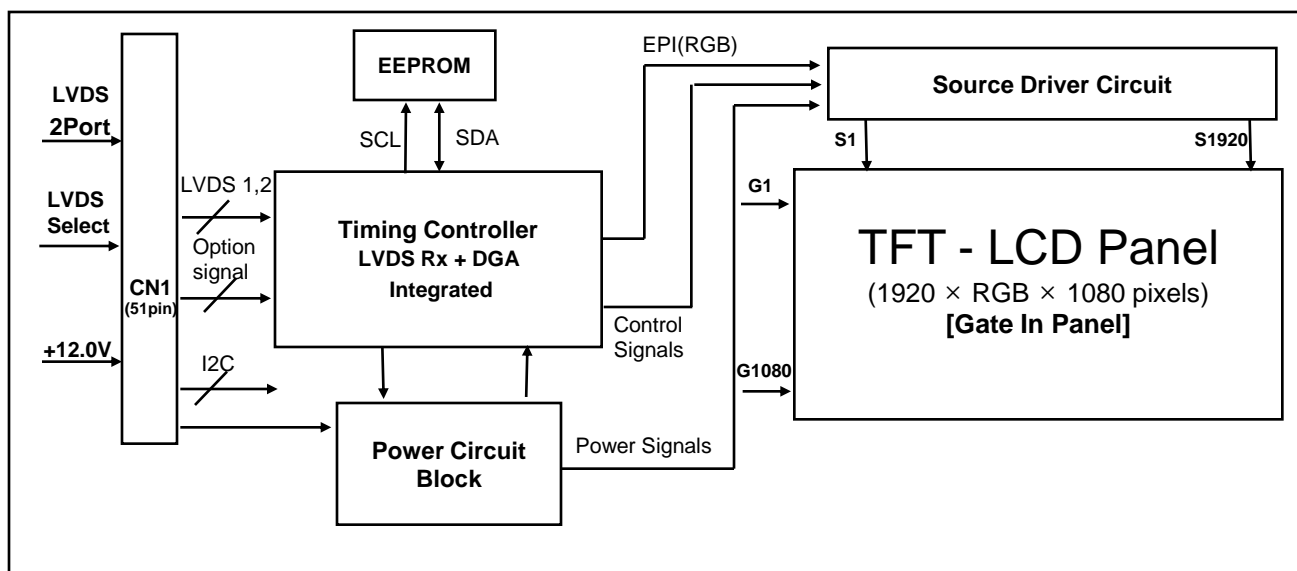 LVDS
2Port
LVDS
Select
+12.0V
CN1
(51pin)
LVDS 1,2
Option
signal
I2C
EEPROM
SCL
SDA
Timing Controller
LVDS Rx + DGA
Integrated
Power Circuit
Block
EPI(RGB)
Control
Signals
Power Signals
Source Driver Circuit
S1
S1920
G1
G1080
TFT - LCD Panel
(1920 × RGB × 1080 pixels)
[Gate In Panel]